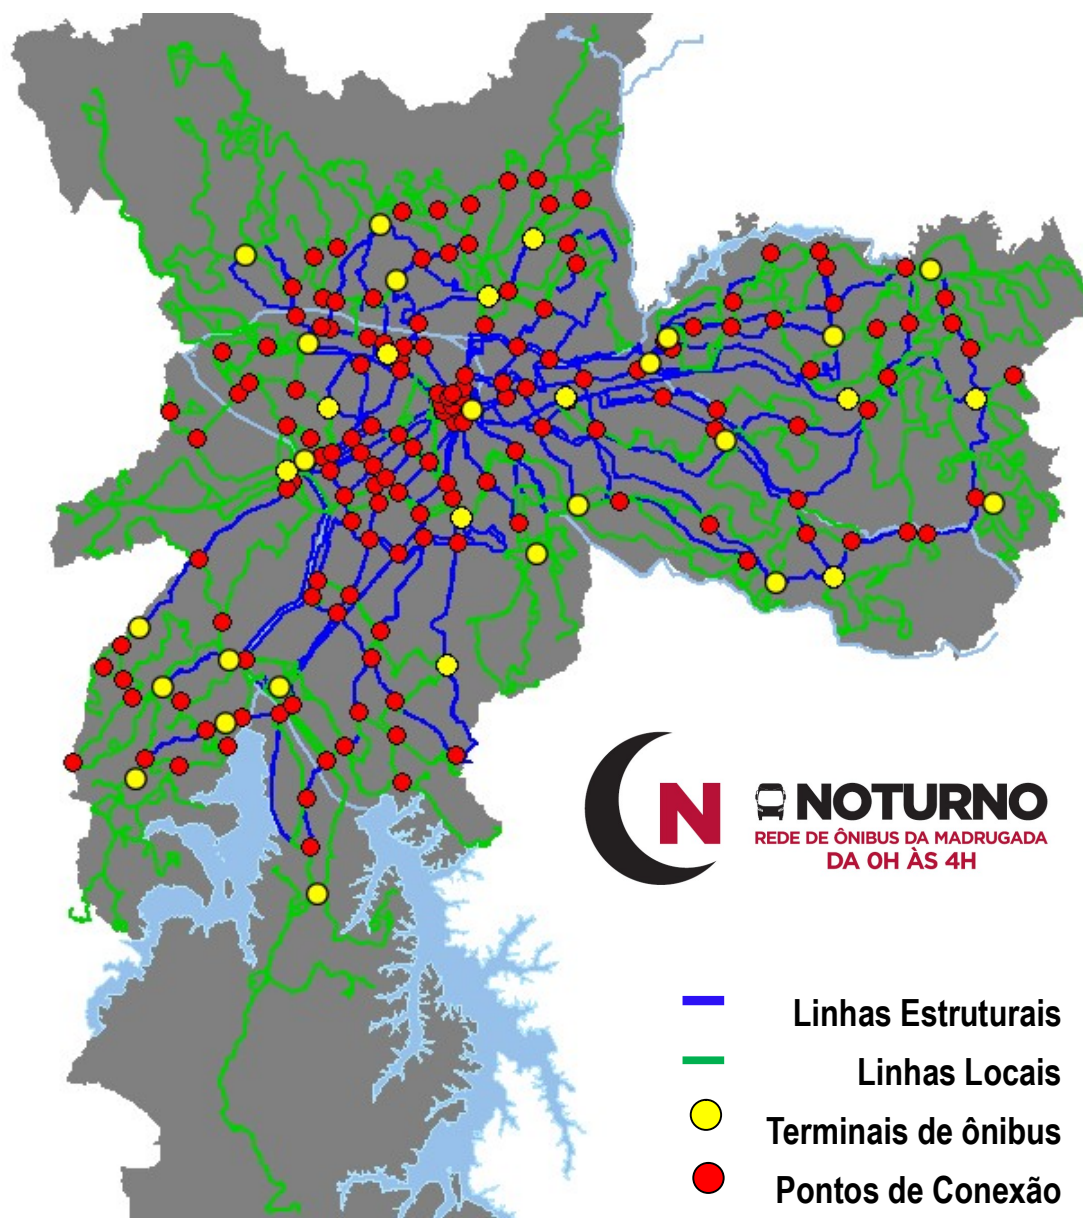 N
NOTURNO
REDE DE ÔNIBUS DA MADRUGADA
DA 0H ÀS 4H
Linhas Estruturais
Linhas Locais
Terminais de ônibus
Pontos de Conexão